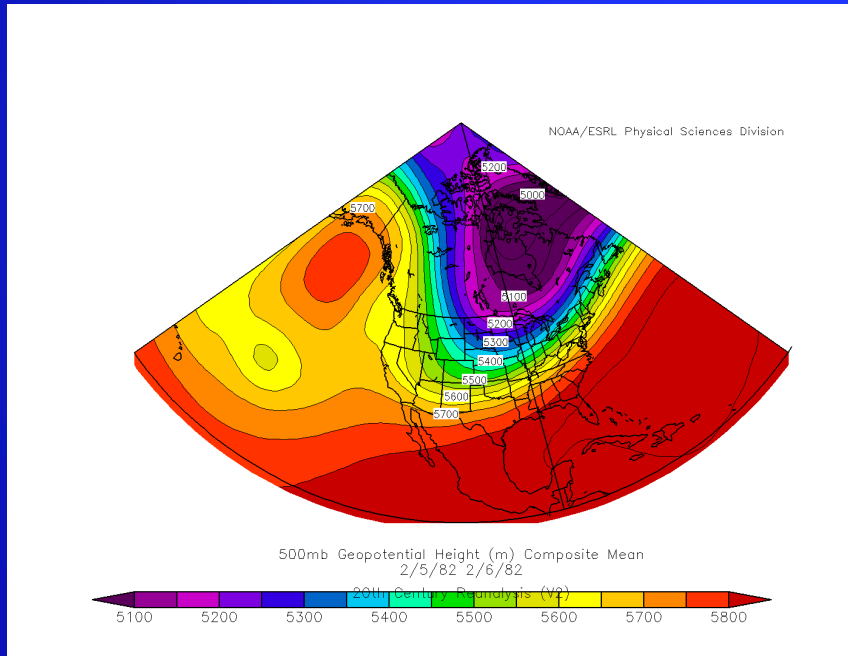 NOAA/ESRL Physical Sciences Division
5200
5000
5700
5100
5200
5300
5400
5500
5600
5700
500mb Geopotential Height (m) Composite Mean
2/5/82 2/6/82
20th Century Reanalysis (V2)
5100 5200 5300 5400 5500 5600 5700 5800